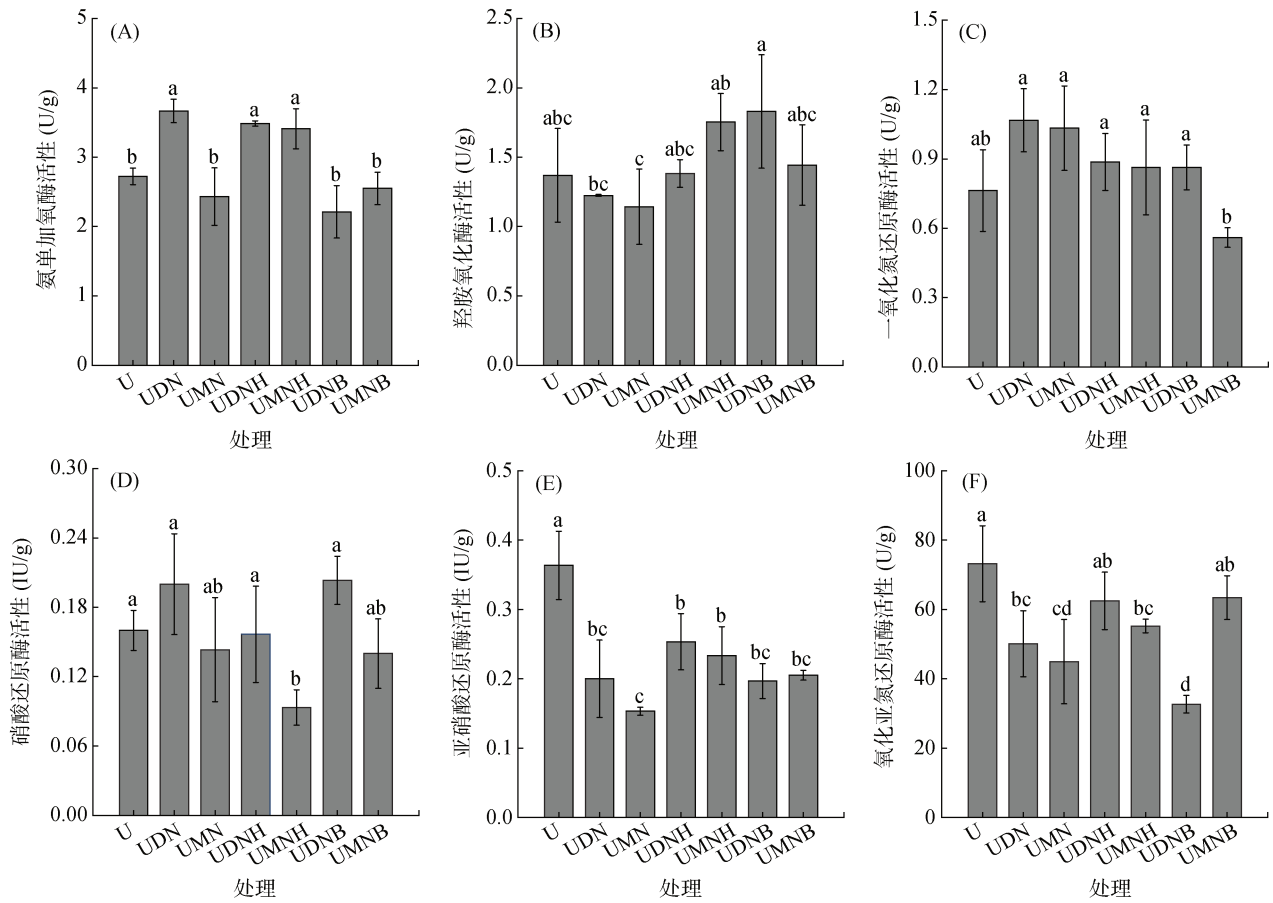 (A)
氨单加氧酶活性 (U/g)
5
4
3
2
1
0
b
a
b
a
a
b
b
U
UDN
UMN
UDNH
UMNH
UDNB
UMNB
处理
(B)
羟胺氧化酶活性 (U/g)
2.5
2.0
1.5
1.0
0.5
0.0
abc
bc
c
abc
ab
a
abc
U
UDN
UMN
UDNH
UMNH
UDNB
UMNB
处理
(C)
一氧化氮还原酶活性 (U/g)
1.5
1.2
0.9
0.6
0.3
0.0
ab
a
a
a
a
a
b
U
UDN
UMN
UDNH
UMNH
UDNB
UMNB
处理
(D)
硝酸还原酶活性 (IU/g)
0.30
0.24
0.18
0.12
0.06
0.00
a
a
ab
a
b
a
ab
U
UDN
UMN
UDNH
UMNH
UDNB
UMNB
处理
(E)
亚硝酸还原酶活性 (IU/g)
0.5
0.4
0.3
0.2
0.1
0.0
a
bc
c
b
b
bc
bc
U
UDN
UMN
UDNH
UMNH
UDNB
UMNB
处理
(F)
氧化亚氮还原酶活性 (U/g)
100
80
60
40
20
0
a
bc
cd
ab
bc
d
ab
U
UDN
UMN
UDNH
UMNH
UDNB
UMNB
处理